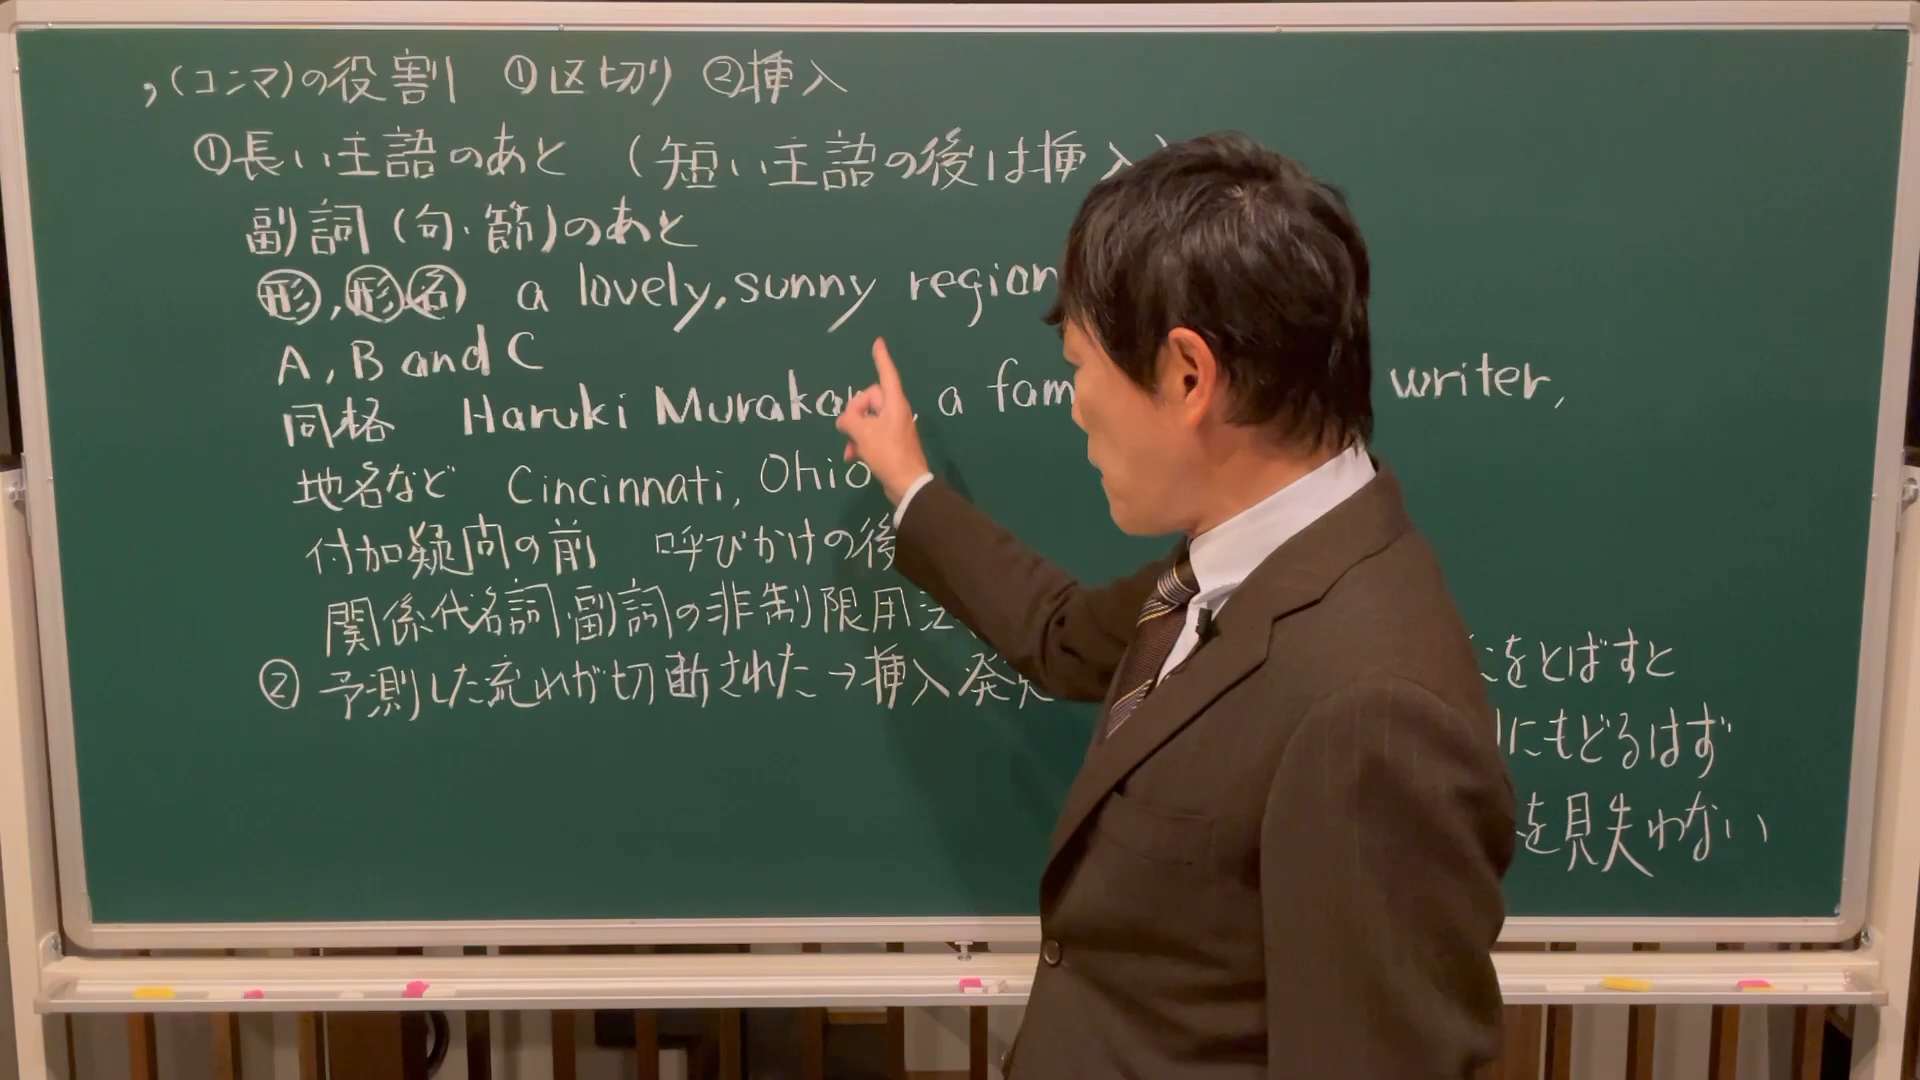 ,(コンマ)の役割 ①区切り ②挿入
①長い主語のあと (短い主語の後は挿入)
副詞(句・節)のあと
形,形名 a lovely, sunny region
A, B and C
同格 Haruki Muraka , a fam writer,
地名など Cincinnati, Ohio
付加疑問の前 呼びかけの後
関係代名詞・副詞の非制限用法
② 予測した流れが切断された→挿入発見 をとばすと
にもどるはず
を見失わない